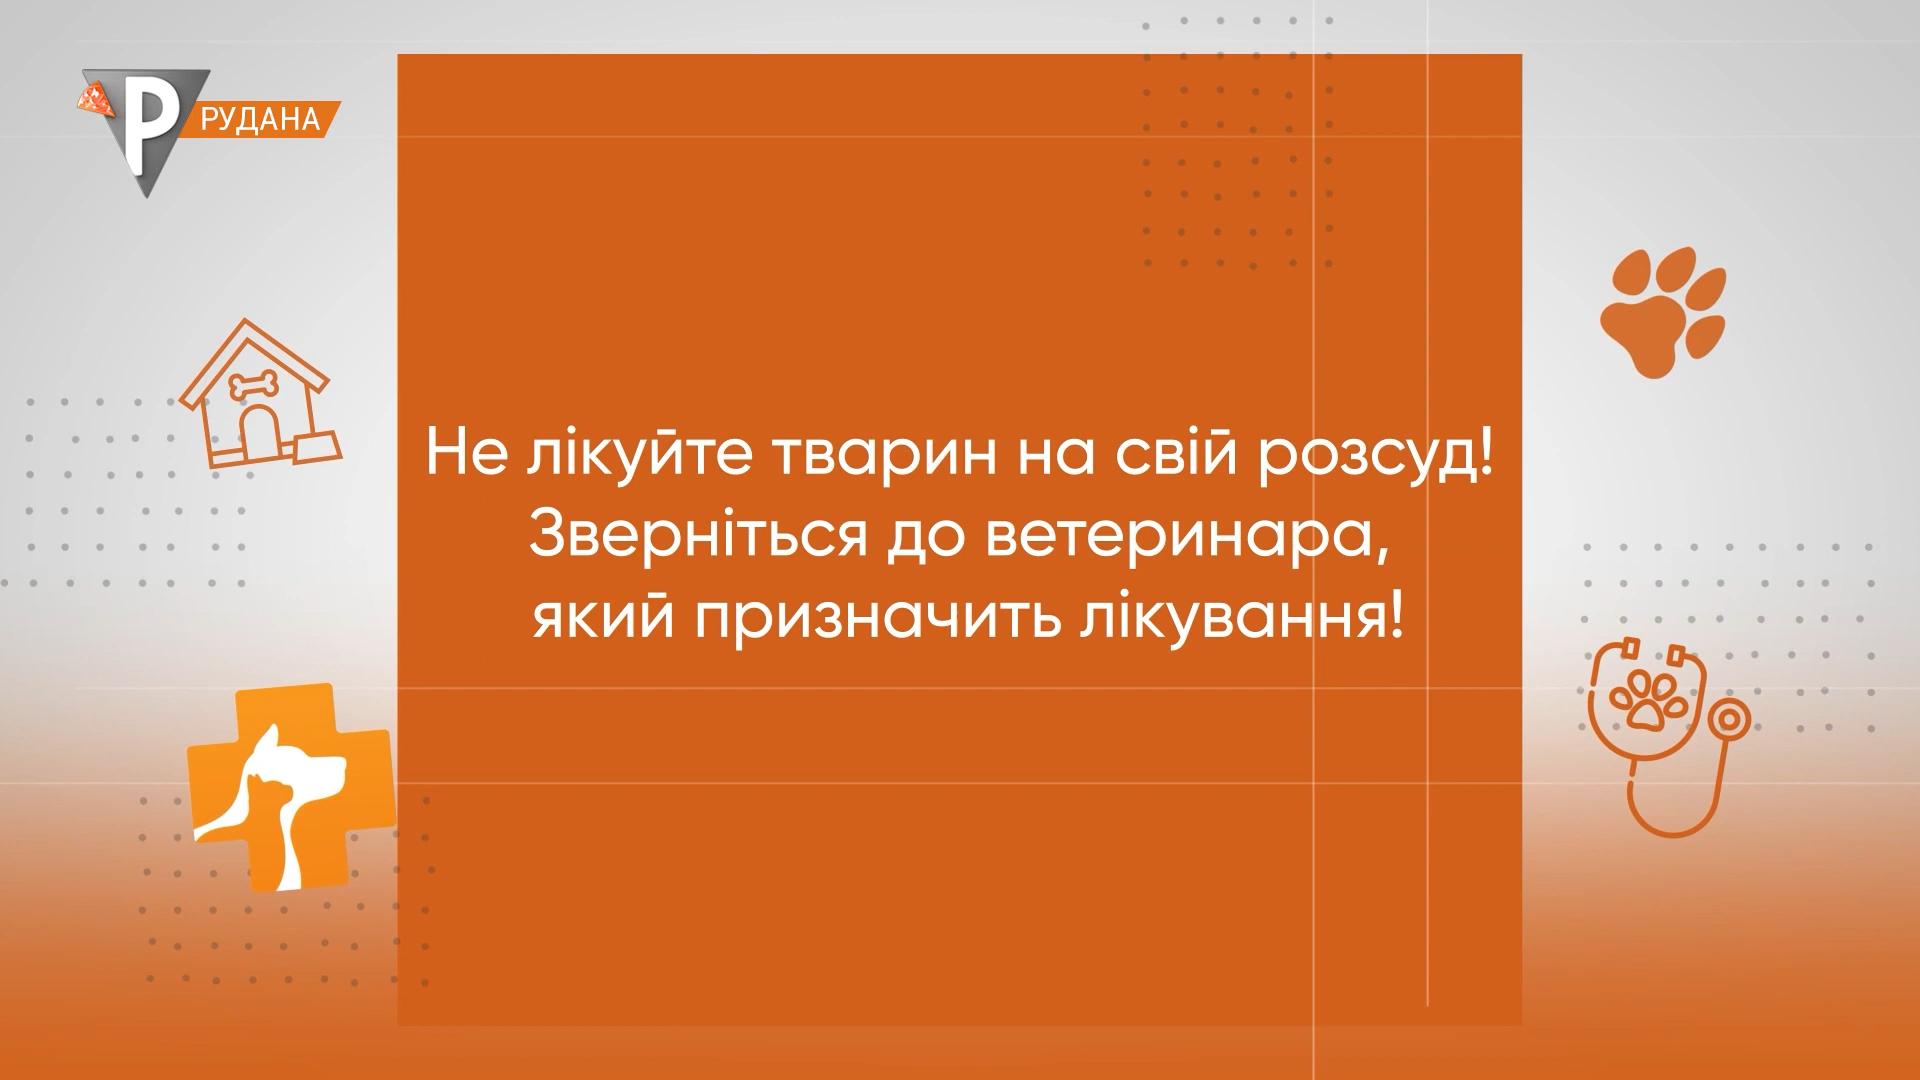 Р
РУДАНА
Не лікуйте тварин на свій розсуд!
Зверніться до ветеринара,
який призначить лікування!